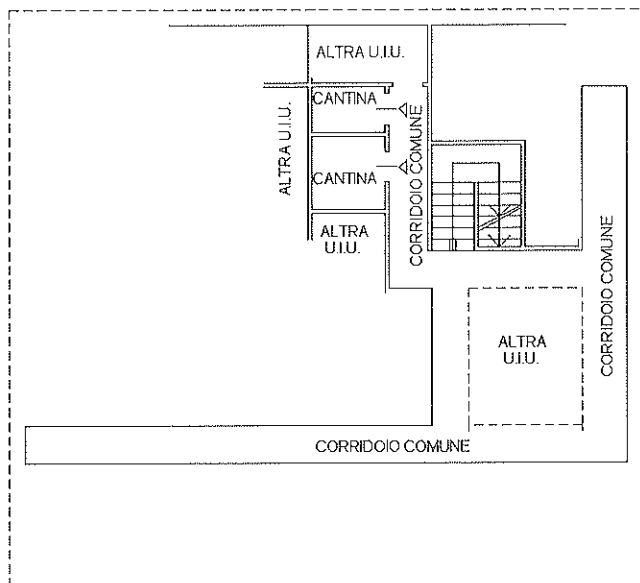 ALTRA U.I.U.
CANTINA
ALTRA U.I.U.
CORRIDOIO COMUNE
CANTINA
ALTRA
U.I.U.
CORRIDOIO COMUNE
ALTRA
U.I.U.
CORRIDOIO COMUNE